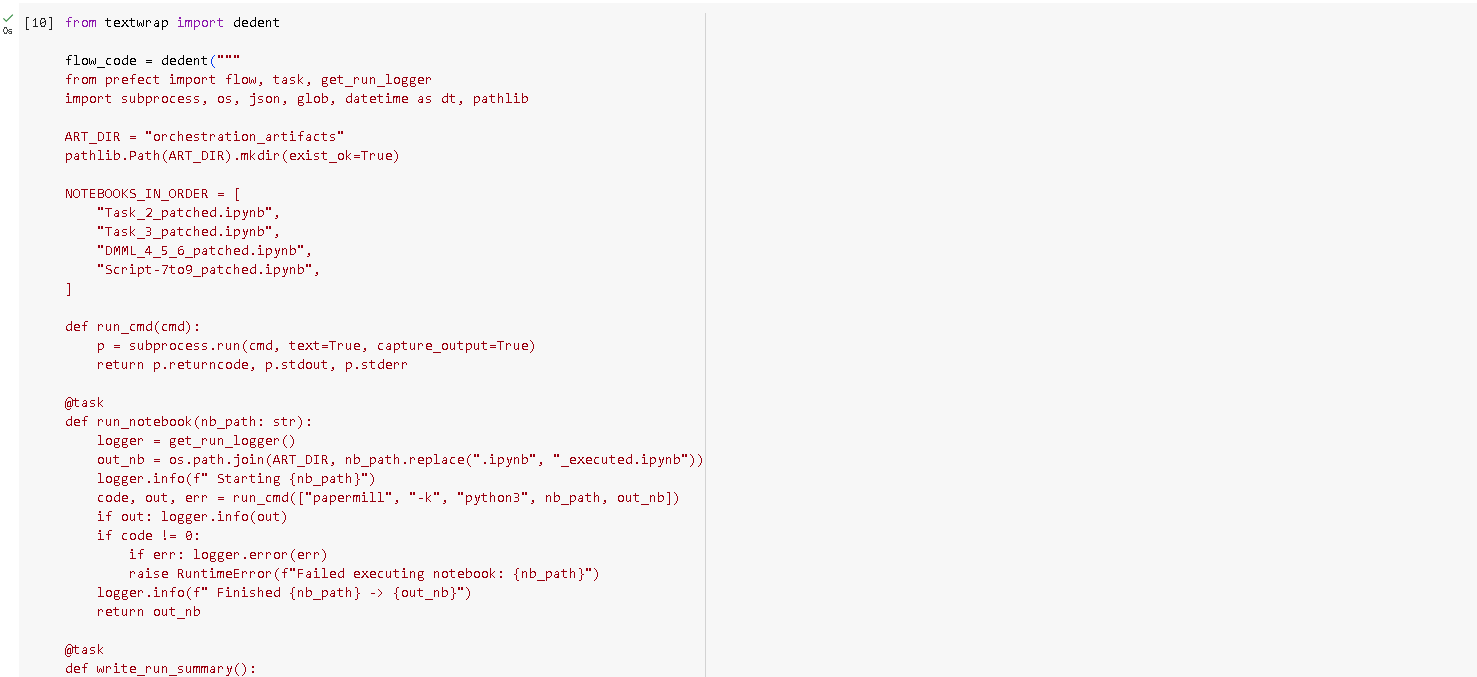 [10] from textwrap import dedent
0s
flow_code = dedent("""
from prefect import flow, task, get_run_logger
import subprocess, os, json, glob, datetime as dt, pathlib

ART_DIR = "orchestration_artifacts"
pathlib.Path(ART_DIR).mkdir(exist_ok=True)

NOTEBOOKS_IN_ORDER = [
    "Task_2_patched.ipynb",
    "Task_3_patched.ipynb",
    "DMML_4_5_6_patched.ipynb",
    "Script-7to9_patched.ipynb",
]

def run_cmd(cmd):
    p = subprocess.run(cmd, text=True, capture_output=True)
    return p.returncode, p.stdout, p.stderr

@task
def run_notebook(nb_path: str):
    logger = get_run_logger()
    out_nb = os.path.join(ART_DIR, nb_path.replace(".ipynb", "_executed.ipynb"))
    logger.info(f" Starting {nb_path}")
    code, out, err = run_cmd(["papermill", "-k", "python3", nb_path, out_nb])
    if out: logger.info(out)
    if code != 0:
        if err: logger.error(err)
        raise RuntimeError(f"Failed executing notebook: {nb_path}")
    logger.info(f" Finished {nb_path} -> {out_nb}")
    return out_nb

@task
def write_run_summary():